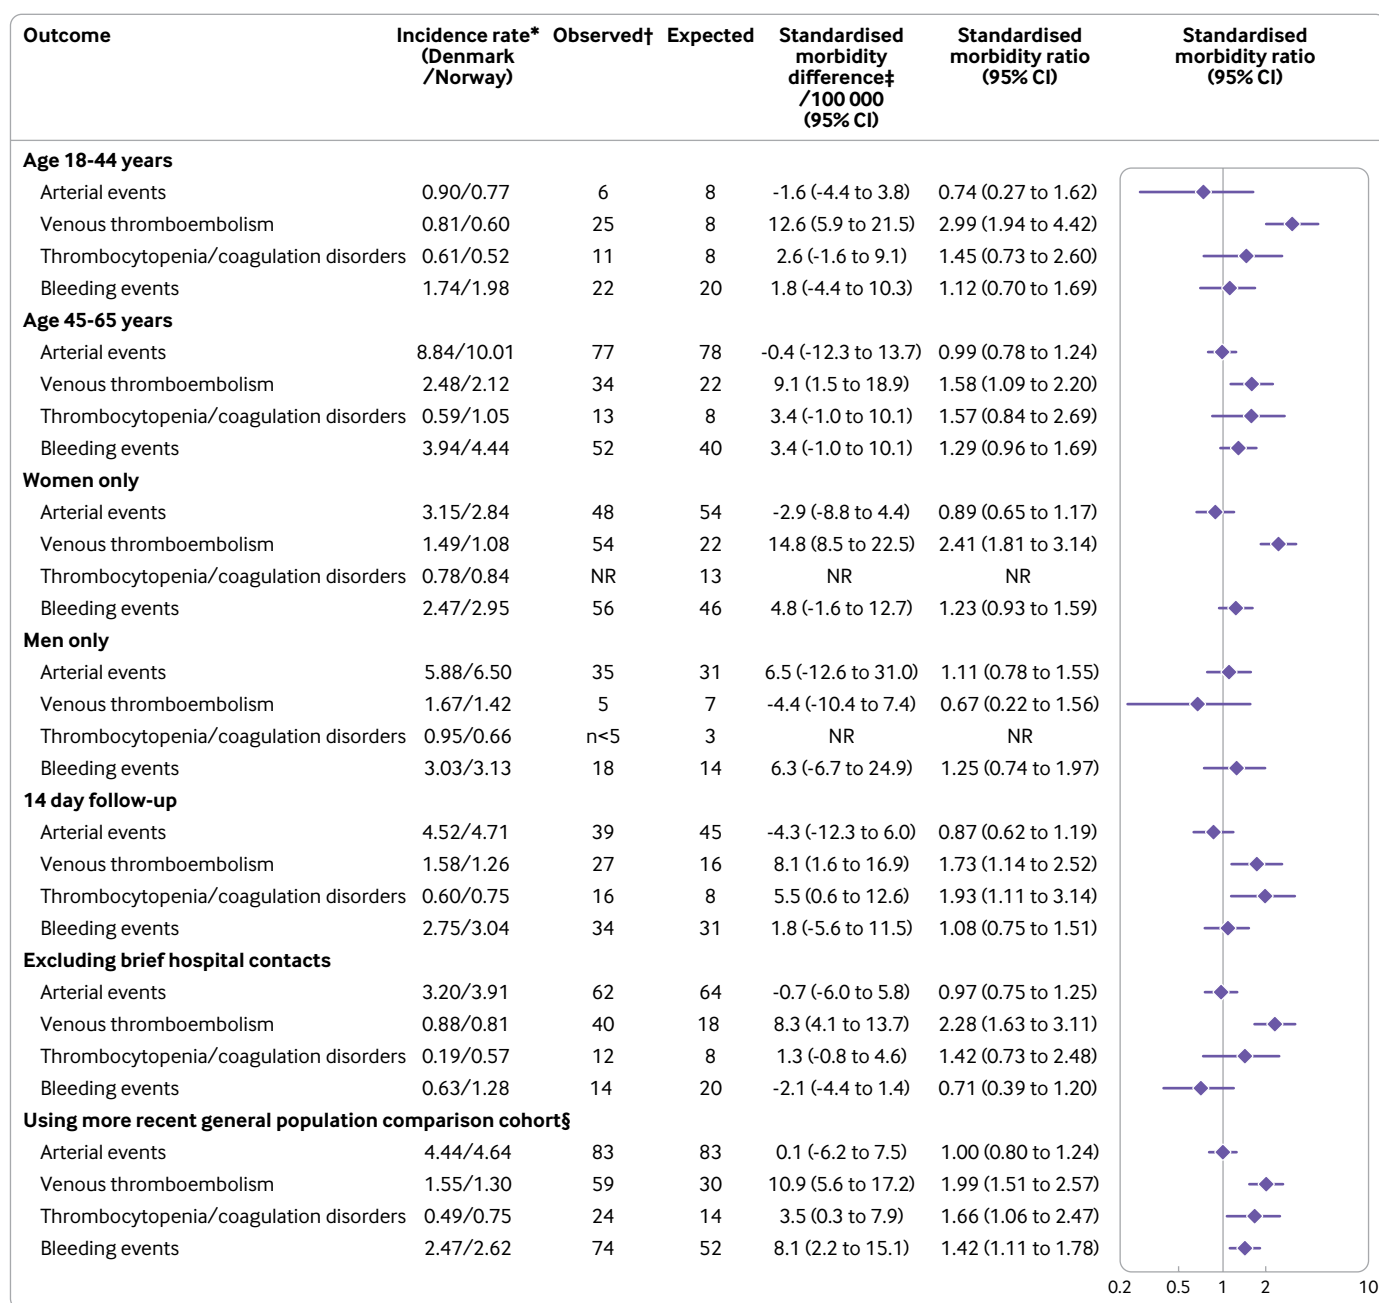 Outcome Incidence rate* (Denmark /Norway) Observed† Expected Standardised morbidity difference‡ /100 000 (95% CI) Standardised morbidity ratio (95% CI) Standardised morbidity ratio (95% CI)
Age 18-44 years
Arterial events 0.90/0.77 6 8 -1.6 (-4.4 to 3.8) 0.74 (0.27 to 1.62)
Venous thromboembolism 0.81/0.60 25 8 12.6 (5.9 to 21.5) 2.99 (1.94 to 4.42)
Thrombocytopenia/coagulation disorders 0.61/0.52 11 8 2.6 (-1.6 to 9.1) 1.45 (0.73 to 2.60)
Bleeding events 1.74/1.98 22 20 1.8 (-4.4 to 10.3) 1.12 (0.70 to 1.69)
Age 45-65 years
Arterial events 8.84/10.01 77 78 -0.4 (-12.3 to 13.7) 0.99 (0.78 to 1.24)
Venous thromboembolism 2.48/2.12 34 22 9.1 (1.5 to 18.9) 1.58 (1.09 to 2.20)
Thrombocytopenia/coagulation disorders 0.59/1.05 13 8 3.4 (-1.0 to 10.1) 1.57 (0.84 to 2.69)
Bleeding events 3.94/4.44 52 40 3.4 (-1.0 to 10.1) 1.29 (0.96 to 1.69)
Women only
Arterial events 3.15/2.84 48 54 -2.9 (-8.8 to 4.4) 0.89 (0.65 to 1.17)
Venous thromboembolism 1.49/1.08 54 22 14.8 (8.5 to 22.5) 2.41 (1.81 to 3.14)
Thrombocytopenia/coagulation disorders 0.78/0.84 NR 13 NR NR
Bleeding events 2.47/2.95 56 46 4.8 (-1.6 to 12.7) 1.23 (0.93 to 1.59)
Men only
Arterial events 5.88/6.50 35 31 6.5 (-12.6 to 31.0) 1.11 (0.78 to 1.55)
Venous thromboembolism 1.67/1.42 5 7 -4.4 (-10.4 to 7.4) 0.67 (0.22 to 1.56)
Thrombocytopenia/coagulation disorders 0.95/0.66 n<5 3 NR NR
Bleeding events 3.03/3.13 18 14 6.3 (-6.7 to 24.9) 1.25 (0.74 to 1.97)
14 day follow-up
Arterial events 4.52/4.71 39 45 -4.3 (-12.3 to 6.0) 0.87 (0.62 to 1.19)
Venous thromboembolism 1.58/1.26 27 16 8.1 (1.6 to 16.9) 1.73 (1.14 to 2.52)
Thrombocytopenia/coagulation disorders 0.60/0.75 16 8 5.5 (0.6 to 12.6) 1.93 (1.11 to 3.14)
Bleeding events 2.75/3.04 34 31 1.8 (-5.6 to 11.5) 1.08 (0.75 to 1.51)
Excluding brief hospital contacts
Arterial events 3.20/3.91 62 64 -0.7 (-6.0 to 5.8) 0.97 (0.75 to 1.25)
Venous thromboembolism 0.88/0.81 40 18 8.3 (4.1 to 13.7) 2.28 (1.63 to 3.11)
Thrombocytopenia/coagulation disorders 0.19/0.57 12 8 1.3 (-0.8 to 4.6) 1.42 (0.73 to 2.48)
Bleeding events 0.63/1.28 14 20 -2.1 (-4.4 to 1.4) 0.71 (0.39 to 1.20)
Using more recent general population comparison cohort§
Arterial events 4.44/4.64 83 83 0.1 (-6.2 to 7.5) 1.00 (0.80 to 1.24)
Venous thromboembolism 1.55/1.30 59 30 10.9 (5.6 to 17.2) 1.99 (1.51 to 2.57)
Thrombocytopenia/coagulation disorders 0.49/0.75 24 14 3.5 (0.3 to 7.9) 1.66 (1.06 to 2.47)
Bleeding events 2.47/2.62 74 52 8.1 (2.2 to 15.1) 1.42 (1.11 to 1.78)
0.2 0.5 1 2 10